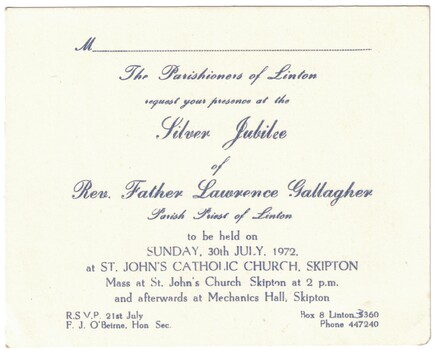 M
The Parishioners of Linton
request your presence at the
Silver Jubilee
of
Rev. Father Lawrence Gallagher
Parish Priest of Linton
to be held on
SUNDAY, 30th JULY, 1972,
at ST. JOHN'S CATHOLIC CHURCH, SKIPTON
Mass at St. John's Church Skipton at 2 p.m.
and afterwards at Mechanics Hall, Skipton
R.S.V.P. 21st July
F. J. O'Beirne, Hon Sec.
Box 8 Linton 3360
Phone 447240